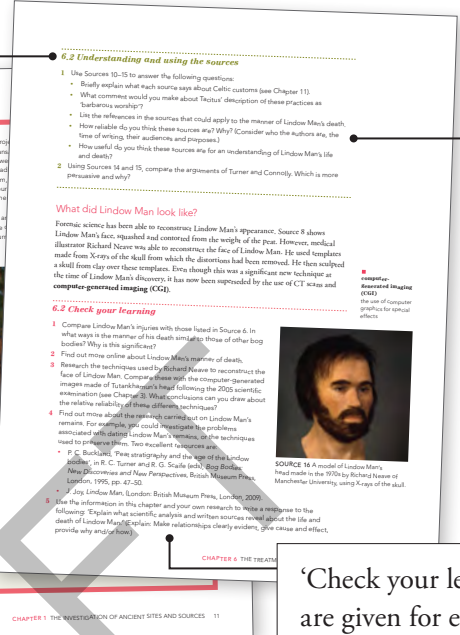 6.2 Understanding and using the sources
1 Use Sources 10–15 to answer the following questions:
• Briefly explain what each source says about Celtic customs (see Chapter 11).
• What comment would you make about Tacitus' description of these practices as
'barbarous worship'?
• List the references in the sources that could apply to the manner of Lindow Man's death.
• How reliable do you think these sources are? Why? (Consider who the authors are, the
time of writing, their audiences and purposes.)
• How useful do you think these sources are for an understanding of Lindow Man's life
and death?
2 Using Sources 14 and 15, compare the arguments of Turner and Connolly. Which is more
persuasive and why?
What did Lindow Man look like?
Forensic science has been able to reconstruct Lindow Man's appearance. Source 8 shows
Lindow Man's face, squashed and contorted from the weight of the peat. However, medical
illustrator Richard Neave was able to reconstruct the face of Lindow Man. He used templates
made from X-rays of the skull from which the distortions had been removed. He then sculpted
a skull from clay over these templates. Even though this was a significant new technique at
the time of Lindow Man's discovery, it has now been superseded by the use of CT scans and
computer-generated imaging (CGI).
computer-
generated imaging
(CGI)
the use of computer
graphics for special
effects
6.2 Check your learning
1 Compare Lindow Man's injuries with those listed in Source 6. In
what ways is the manner of his death similar to those of other bog
bodies? Why is this significant?
2 Find out more online about Lindow Man's manner of death.
3 Research the techniques used by Richard Neave to reconstruct the
face of Lindow Man. Compare these with the computer-generated
images made of Tutankhamun's head following the 2005 scientific
examination (see Chapter 3). What conclusions can you draw about
the relative reliability of these different techniques?
4 Find out more about the research carried out on Lindow Man's
remains. For example, you could investigate the problems
associated with dating Lindow Man's remains, or the techniques
used to preserve them. Two excellent resources are:
• P. C. Buckland, 'Peat stratigraphy and the age of the Lindow
bodies', in R. C. Turner and R. G. Scaife (eds), Bog Bodies:
New Discoveries and New Perspectives, British Museum Press,
London, 1995, pp. 47–50.
• J. Joy, Lindow Man, (London: British Museum Press, London, 2009).
5 Use the information in this chapter and your own research to write a response to the
following: 'Explain what scientific analysis and written sources reveal about the life and
death of Lindow Man.' (Explain: Make relationships clearly evident, give cause and effect,
provide why and/or how.)
SOURCE 16 A model of Lindow Man's
head made in the 1970s by Richard Neave of
Manchester University, using X-rays of the skull.
CHAPTER 6 THE TREATM
CHAPTER 1 THE INVESTIGATION OF ANCIENT SITES AND SOURCES 11
'Check your le
are given for e